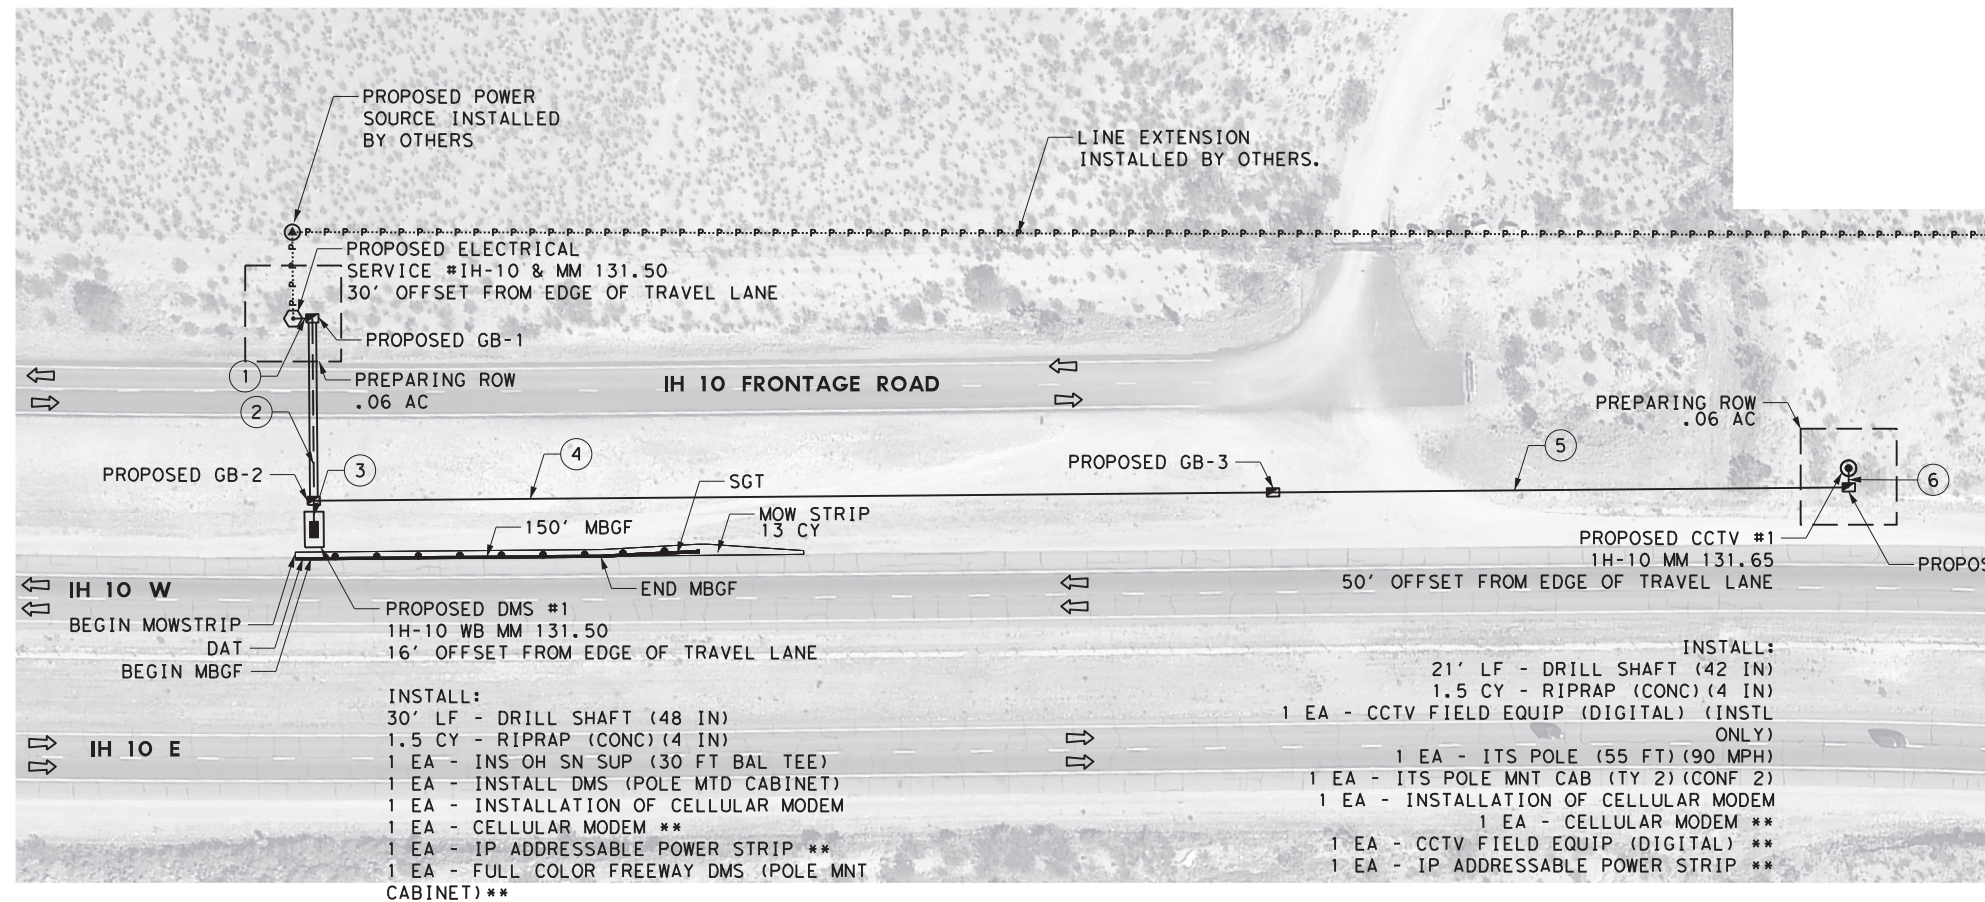 PROPOSED POWER
SOURCE INSTALLED
BY OTHERS
LINE EXTENSION
INSTALLED BY OTHERS.
PROPOSED ELECTRICAL
SERVICE #IH-10 & MM 131.50
30' OFFSET FROM EDGE OF TRAVEL LANE
PROPOSED GB-1
1
PREPARING ROW
.06 AC
IH 10 FRONTAGE ROAD
2
PREPARING ROW
.06 AC
PROPOSED GB-2
3
4
SGT
PROPOSED GB-3
5
6
150' MBGF
MOW STRIP
13 CY
PROPOSED CCTV #1
1H-10 MM 131.65
50' OFFSET FROM EDGE OF TRAVEL LANE
PROPOS
IH 10 W
END MBGF
BEGIN MOWSTRIP
DAT
BEGIN MBGF
PROPOSED DMS #1
1H-10 WB MM 131.50
16' OFFSET FROM EDGE OF TRAVEL LANE
IH 10 E
INSTALL:
30' LF - DRILL SHAFT (48 IN)
1.5 CY - RIPRAP (CONC)(4 IN)
1 EA - INS OH SN SUP (30 FT BAL TEE)
1 EA - INSTALL DMS (POLE MTD CABINET)
1 EA - INSTALLATION OF CELLULAR MODEM
1 EA - CELLULAR MODEM **
1 EA - IP ADDRESSABLE POWER STRIP **
1 EA - FULL COLOR FREEWAY DMS (POLE MNT
CABINET)**
INSTALL:
21' LF - DRILL SHAFT (42 IN)
1.5 CY - RIPRAP (CONC)(4 IN)
1 EA - CCTV FIELD EQUIP (DIGITAL) (INSTL
ONLY)
1 EA - ITS POLE (55 FT)(90 MPH)
1 EA - ITS POLE MNT CAB (TY 2)(CONF 2)
1 EA - INSTALLATION OF CELLULAR MODEM
1 EA - CELLULAR MODEM **
1 EA - CCTV FIELD EQUIP (DIGITAL) **
1 EA - IP ADDRESSABLE POWER STRIP **